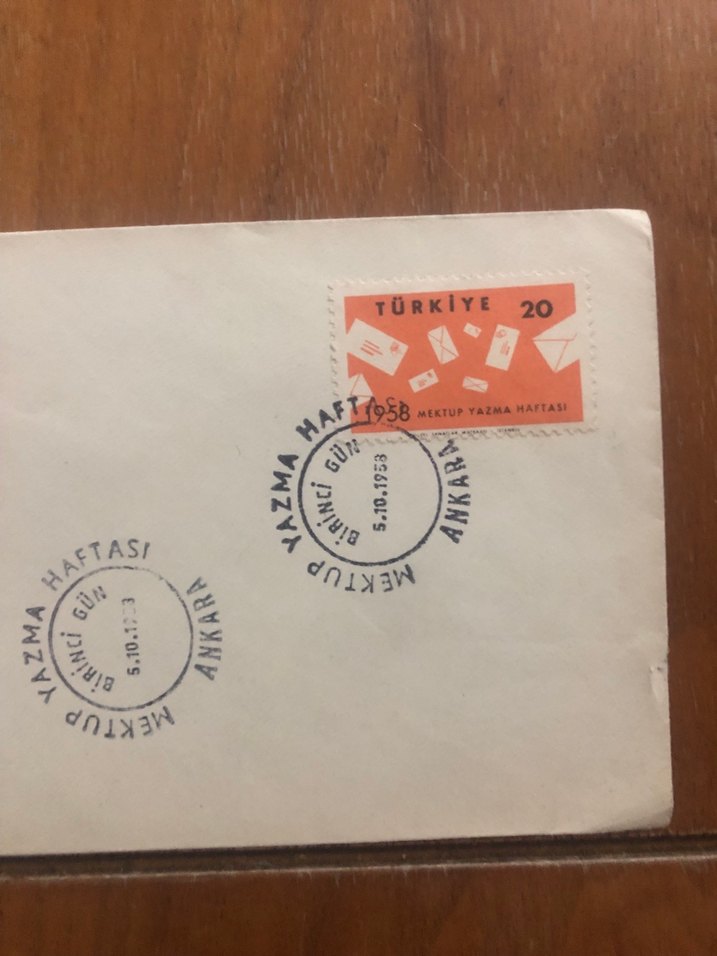 TÜRKİYE 20
1958 MEKTUP YAZMA HAFTASI
MEKTUP YAZMA HAFTASI
BİRİNCİ GÜN
5.10.1958
ANKARA
MEKTUP YAZMA HAFTASI
BİRİNCİ GÜN
5.10.1958
ANKARA